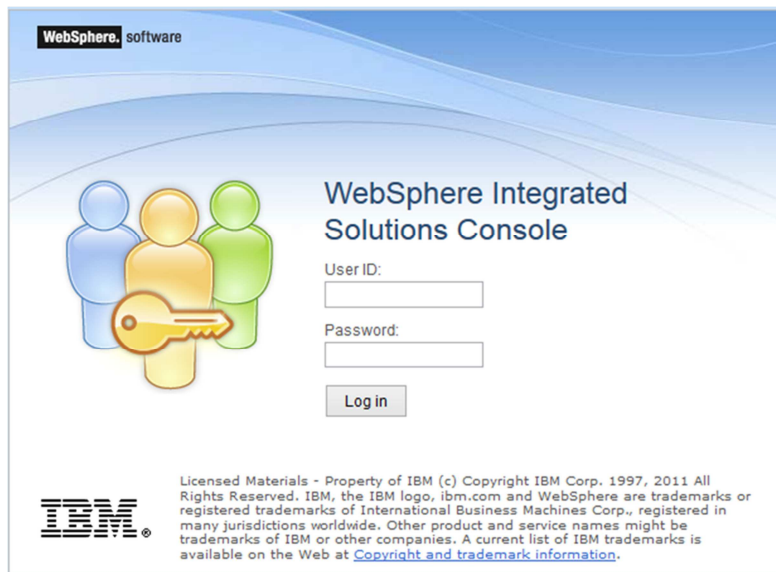 WebSphere. software
WebSphere Integrated
Solutions Console
User ID:
Password:
Log in
IBM®
Licensed Materials - Property of IBM (c) Copyright IBM Corp. 1997, 2011 All
Rights Reserved. IBM, the IBM logo, ibm.com and WebSphere are trademarks or
registered trademarks of International Business Machines Corp., registered in
many jurisdictions worldwide. Other product and service names might be
trademarks of IBM or other companies. A current list of IBM trademarks is
available on the Web at Copyright and trademark information.